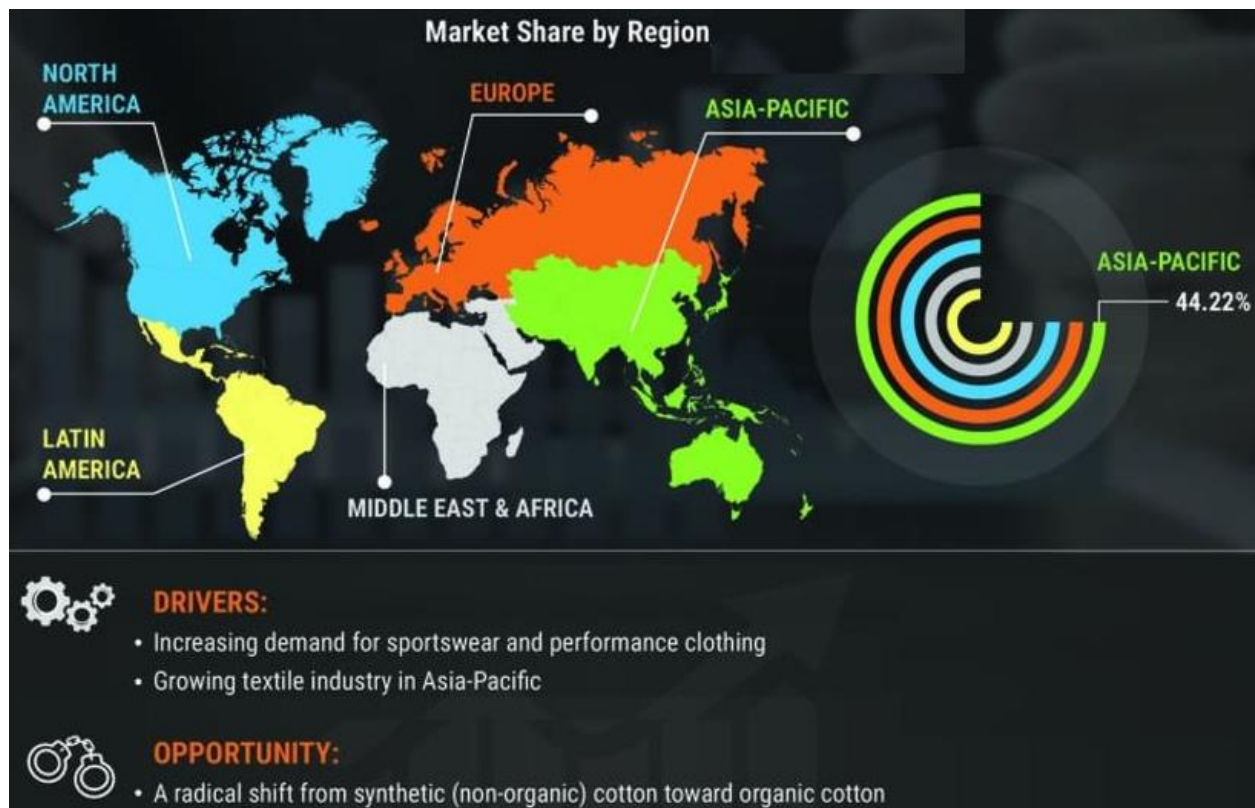 Market Share by Region
NORTH
AMERICA
EUROPE
ASIA-PACIFIC
ASIA-PACIFIC
44.22%
LATIN
AMERICA
MIDDLE EAST & AFRICA
DRIVERS:
• Increasing demand for sportswear and performance clothing
• Growing textile industry in Asia-Pacific
OPPORTUNITY:
• A radical shift from synthetic (non-organic) cotton toward organic cotton